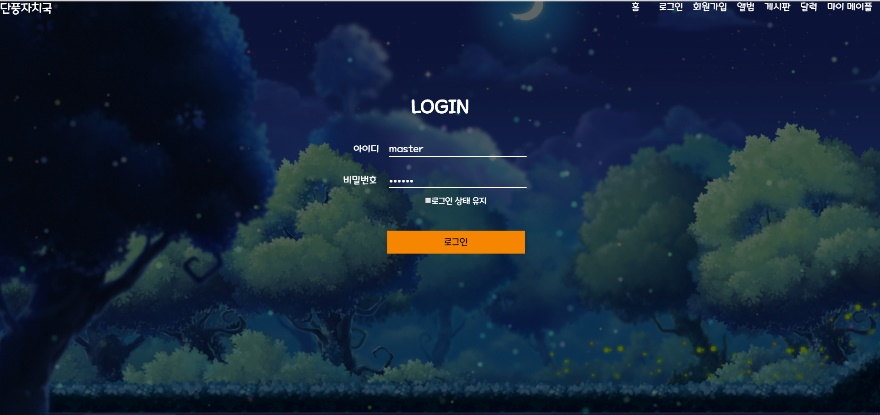 단풍자치국
홈 로그인 회원가입 앨범 게시판 달력 마이 메이플
LOGIN
아이디 master
비밀번호 ••••••
로그인 상태 유지
로그인